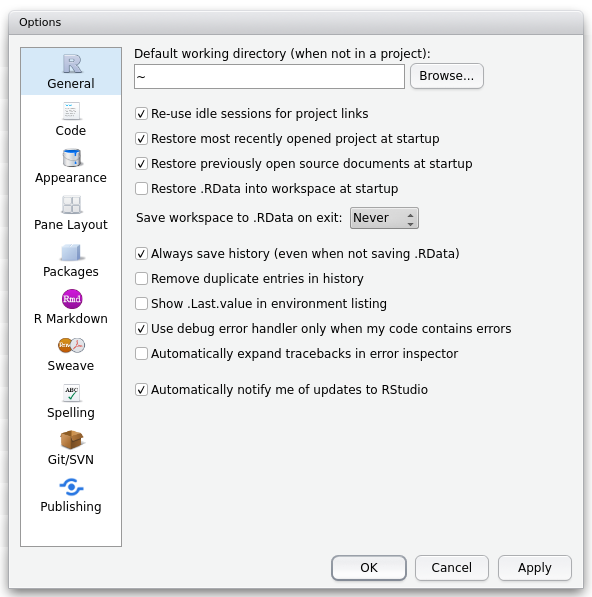 Options
General
Code
Appearance
Pane Layout
Packages
R Markdown
Sweave
Spelling
Git/SVN
Publishing
Default working directory (when not in a project):
~
Browse...
Re-use idle sessions for project links
Restore most recently opened project at startup
Restore previously open source documents at startup
Restore .RData into workspace at startup
Save workspace to .RData on exit: Never
Always save history (even when not saving .RData)
Remove duplicate entries in history
Show .Last.value in environment listing
Use debug error handler only when my code contains errors
Automatically expand tracebacks in error inspector
Automatically notify me of updates to RStudio
OK Cancel Apply